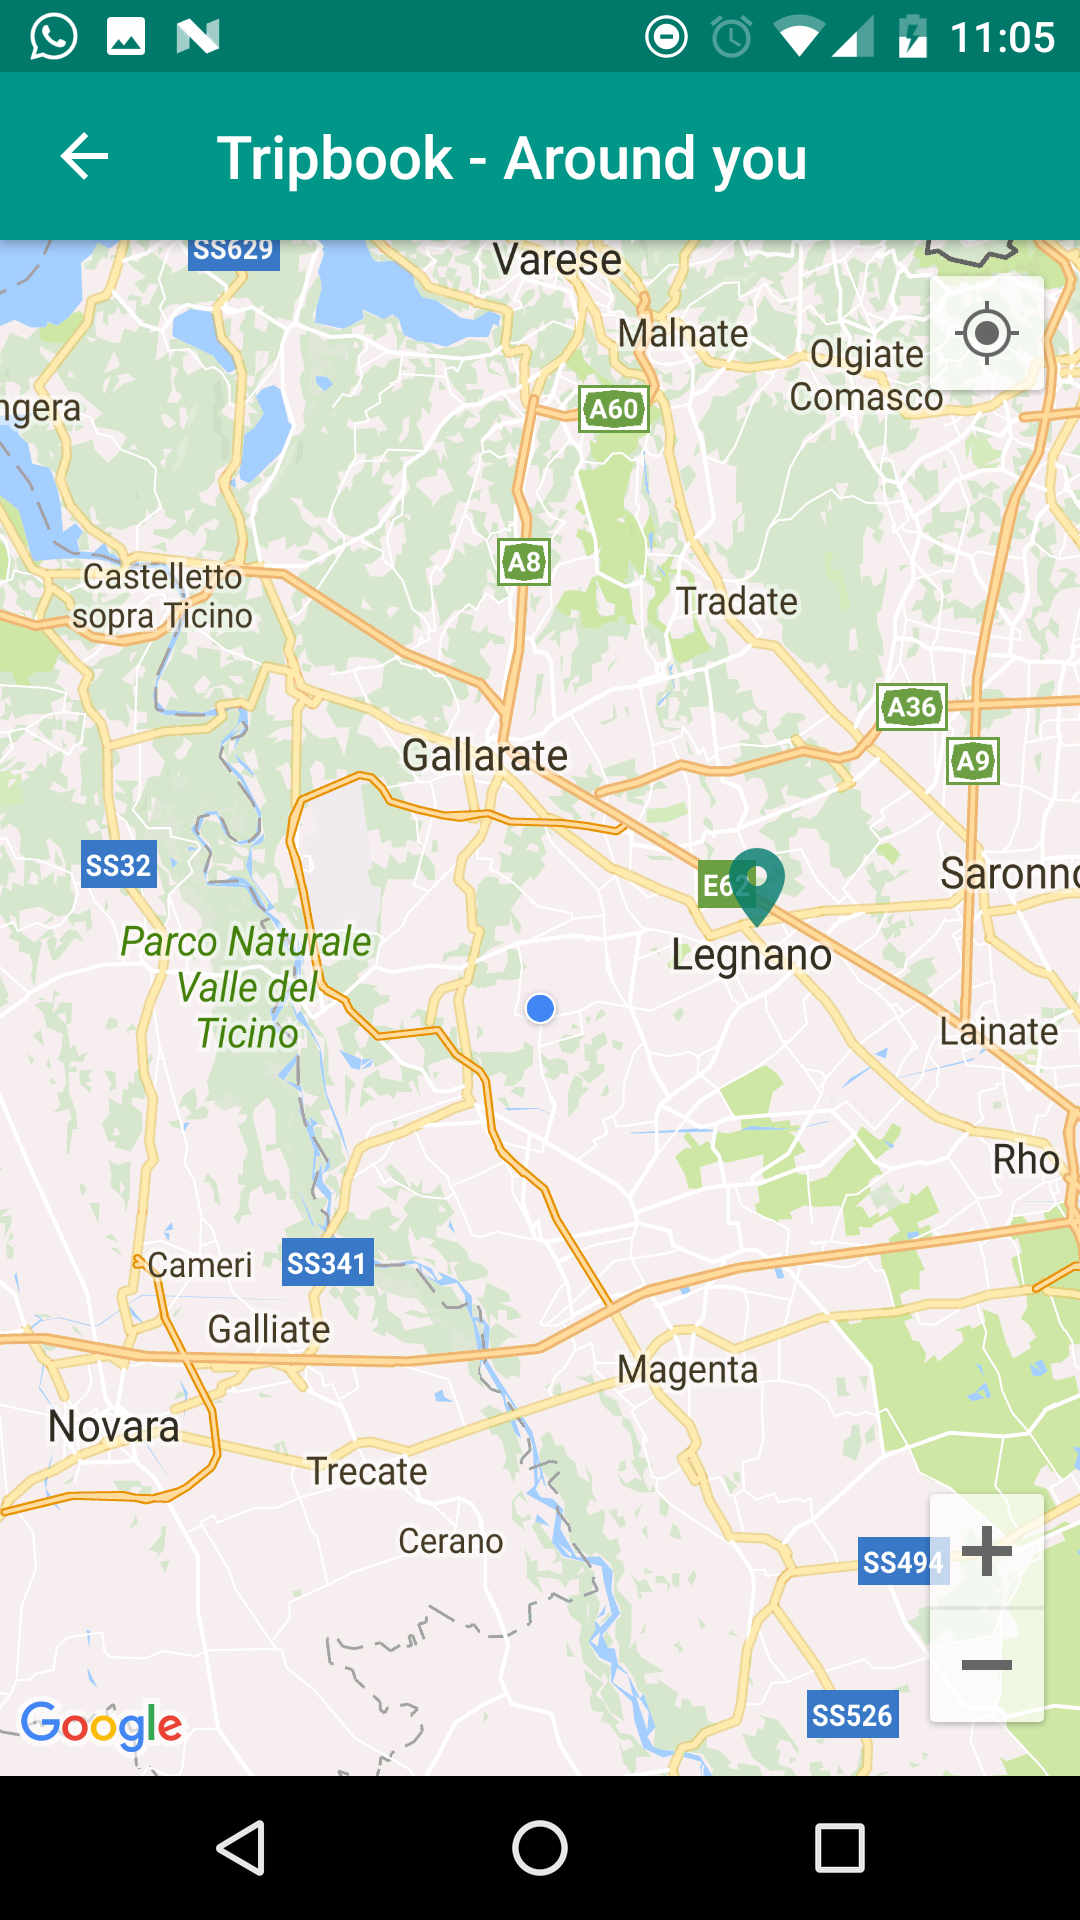 11:05
Tripbook - Around you
SS629
Varese
Malnate
Olgiate
Comasco
ngera
A60
A8
Castelletto
sopra Ticino
Tradate
A36
Gallarate
A9
SS32
E62
Saronno
Parco Naturale
Valle del
Ticino
Legnano
Lainate
Rho
Cameri
SS341
Galliate
Magenta
Novara
Trecate
Cerano
SS494
SS526
Google